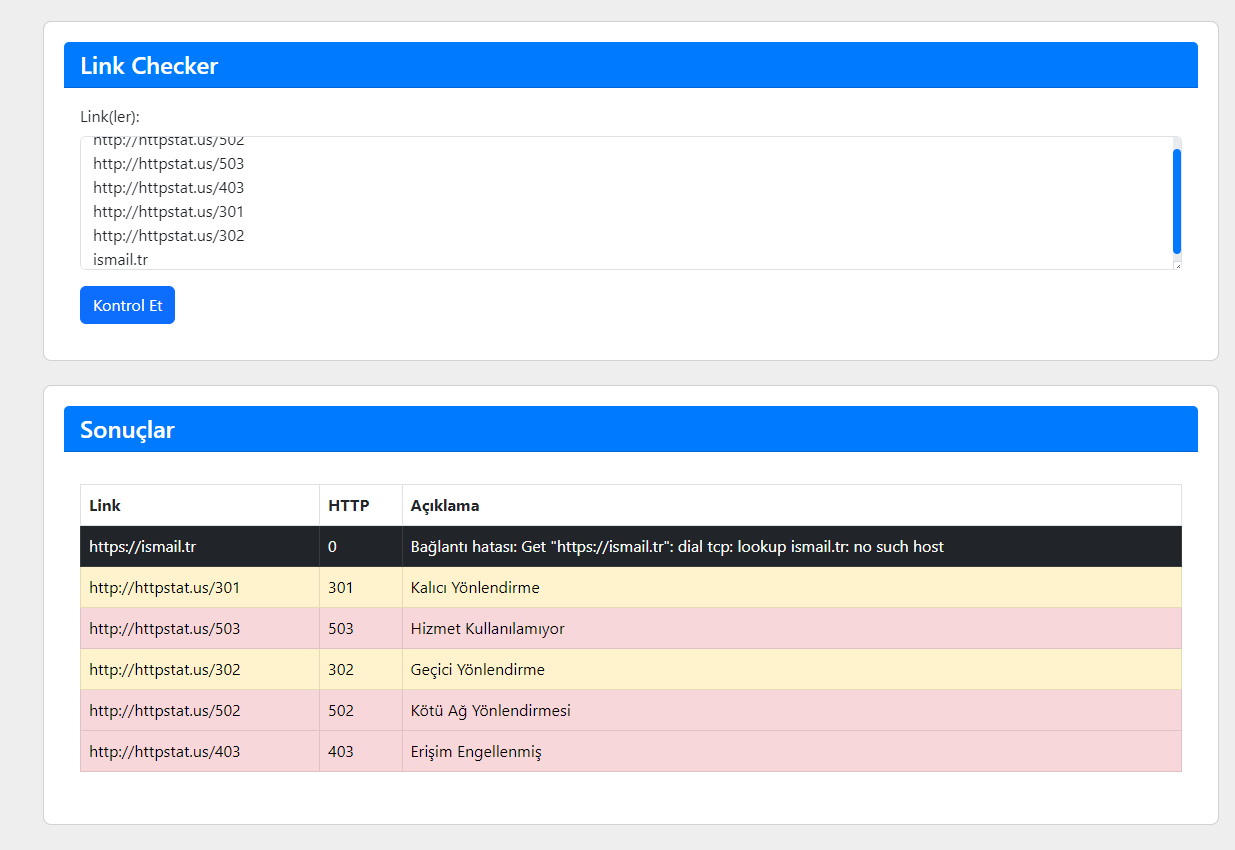 Link Checker
Link(ler):
http://httpstat.us/502
http://httpstat.us/503
http://httpstat.us/403
http://httpstat.us/301
http://httpstat.us/302
ismail.tr
Kontrol Et
Sonuçlar
Link HTTP Açıklama
https://ismail.tr 0 Bağlantı hatası: Get "https://ismail.tr": dial tcp: lookup ismail.tr: no such host
http://httpstat.us/301 301 Kalıcı Yönlendirme
http://httpstat.us/503 503 Hizmet Kullanılamıyor
http://httpstat.us/302 302 Geçici Yönlendirme
http://httpstat.us/502 502 Kötü Ağ Yönlendirmesi
http://httpstat.us/403 403 Erişim Engellenmiş